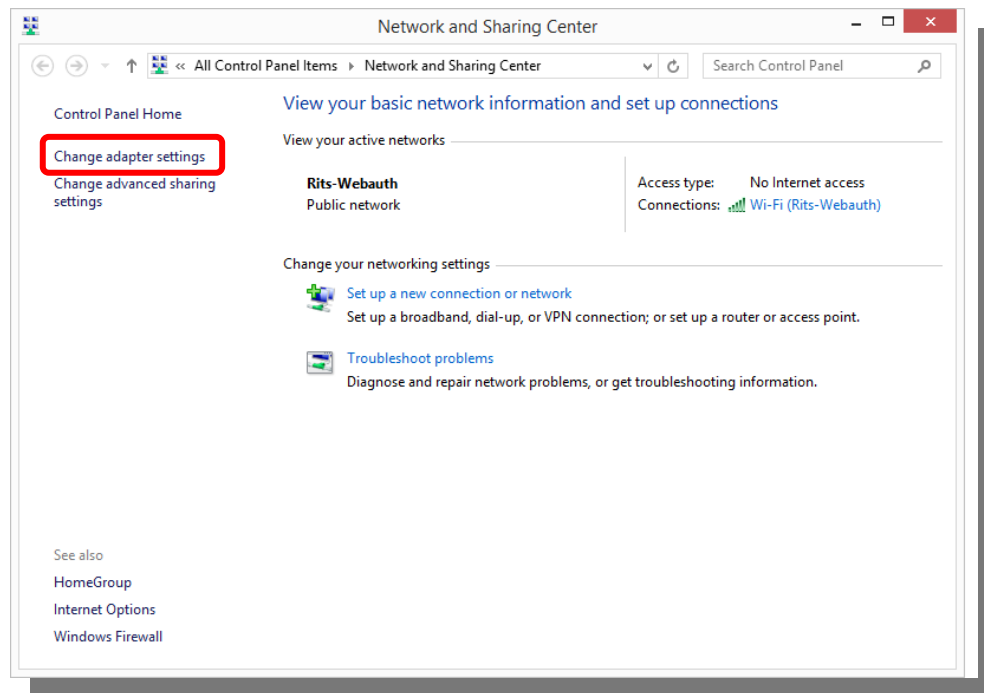 Network and Sharing Center
« All Control Panel Items Network and Sharing Center
Search Control Panel
Control Panel Home
Change adapter settings
Change advanced sharing
settings
View your basic network information and set up connections
View your active networks
Rits-Webauth
Public network
Access type: No Internet access
Connections: Wi-Fi (Rits-Webauth)
Change your networking settings
Set up a new connection or network
Set up a broadband, dial-up, or VPN connection; or set up a router or access point.
Troubleshoot problems
Diagnose and repair network problems, or get troubleshooting information.
See also
HomeGroup
Internet Options
Windows Firewall